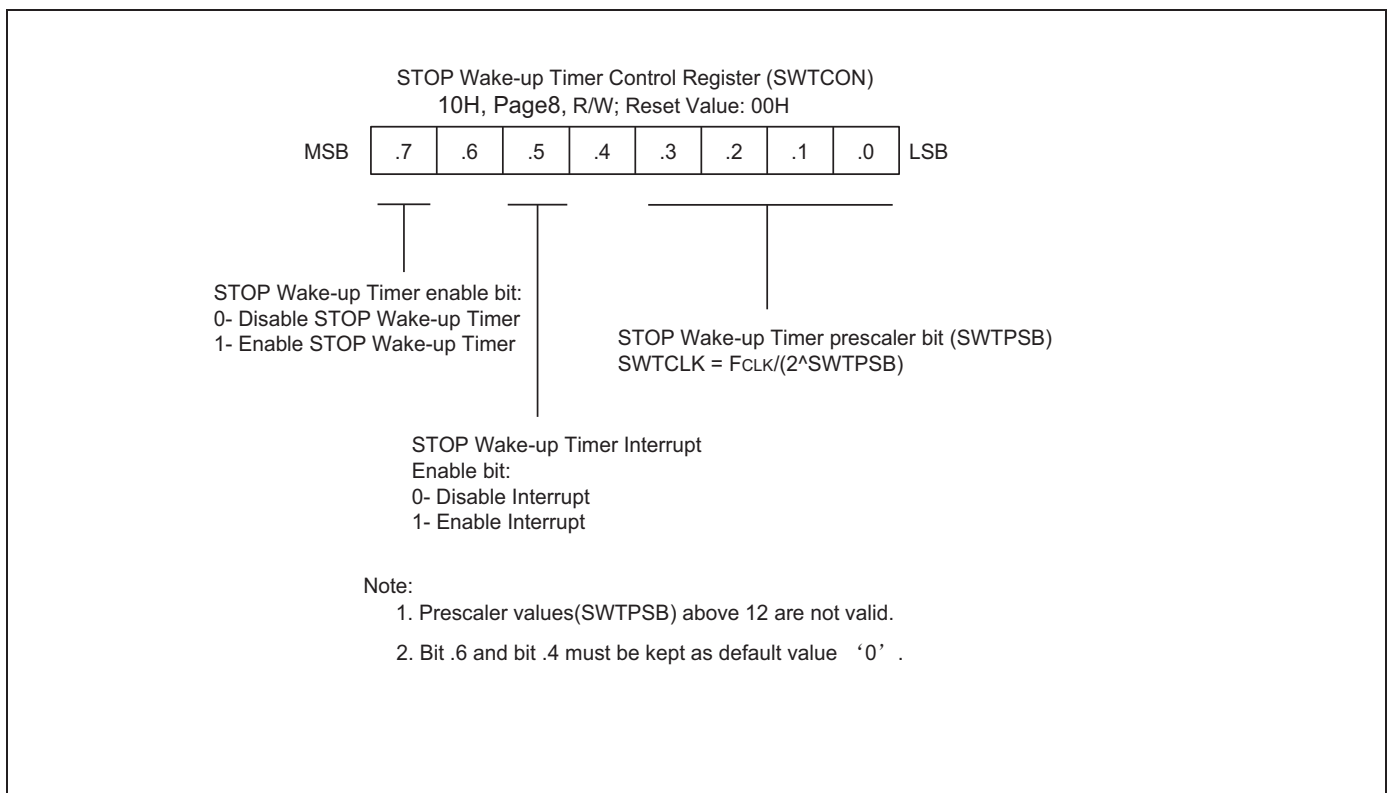 STOP Wake-up Timer Control Register (SWTCON)
10H, Page8, R/W; Reset Value: 00H
MSB .7 .6 .5 .4 .3 .2 .1 .0 LSB
STOP Wake-up Timer enable bit:
0- Disable STOP Wake-up Timer
1- Enable STOP Wake-up Timer
STOP Wake-up Timer prescaler bit (SWTPSB)
SWTCLK = FCLK/(2^SWTPSB)
STOP Wake-up Timer Interrupt
Enable bit:
0- Disable Interrupt
1- Enable Interrupt
Note:
1. Prescaler values(SWTPSB) above 12 are not valid.
2. Bit .6 and bit .4 must be kept as default value ‘0’.